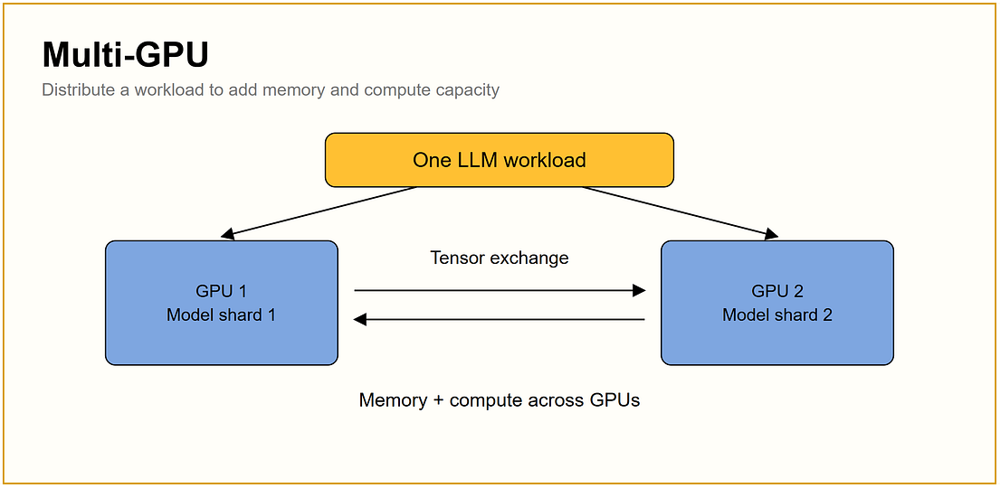 Multi-GPU
Distribute a workload to add memory and compute capacity
One LLM workload
Tensor exchange
GPU 1
Model shard 1
GPU 2
Model shard 2
Memory + compute across GPUs